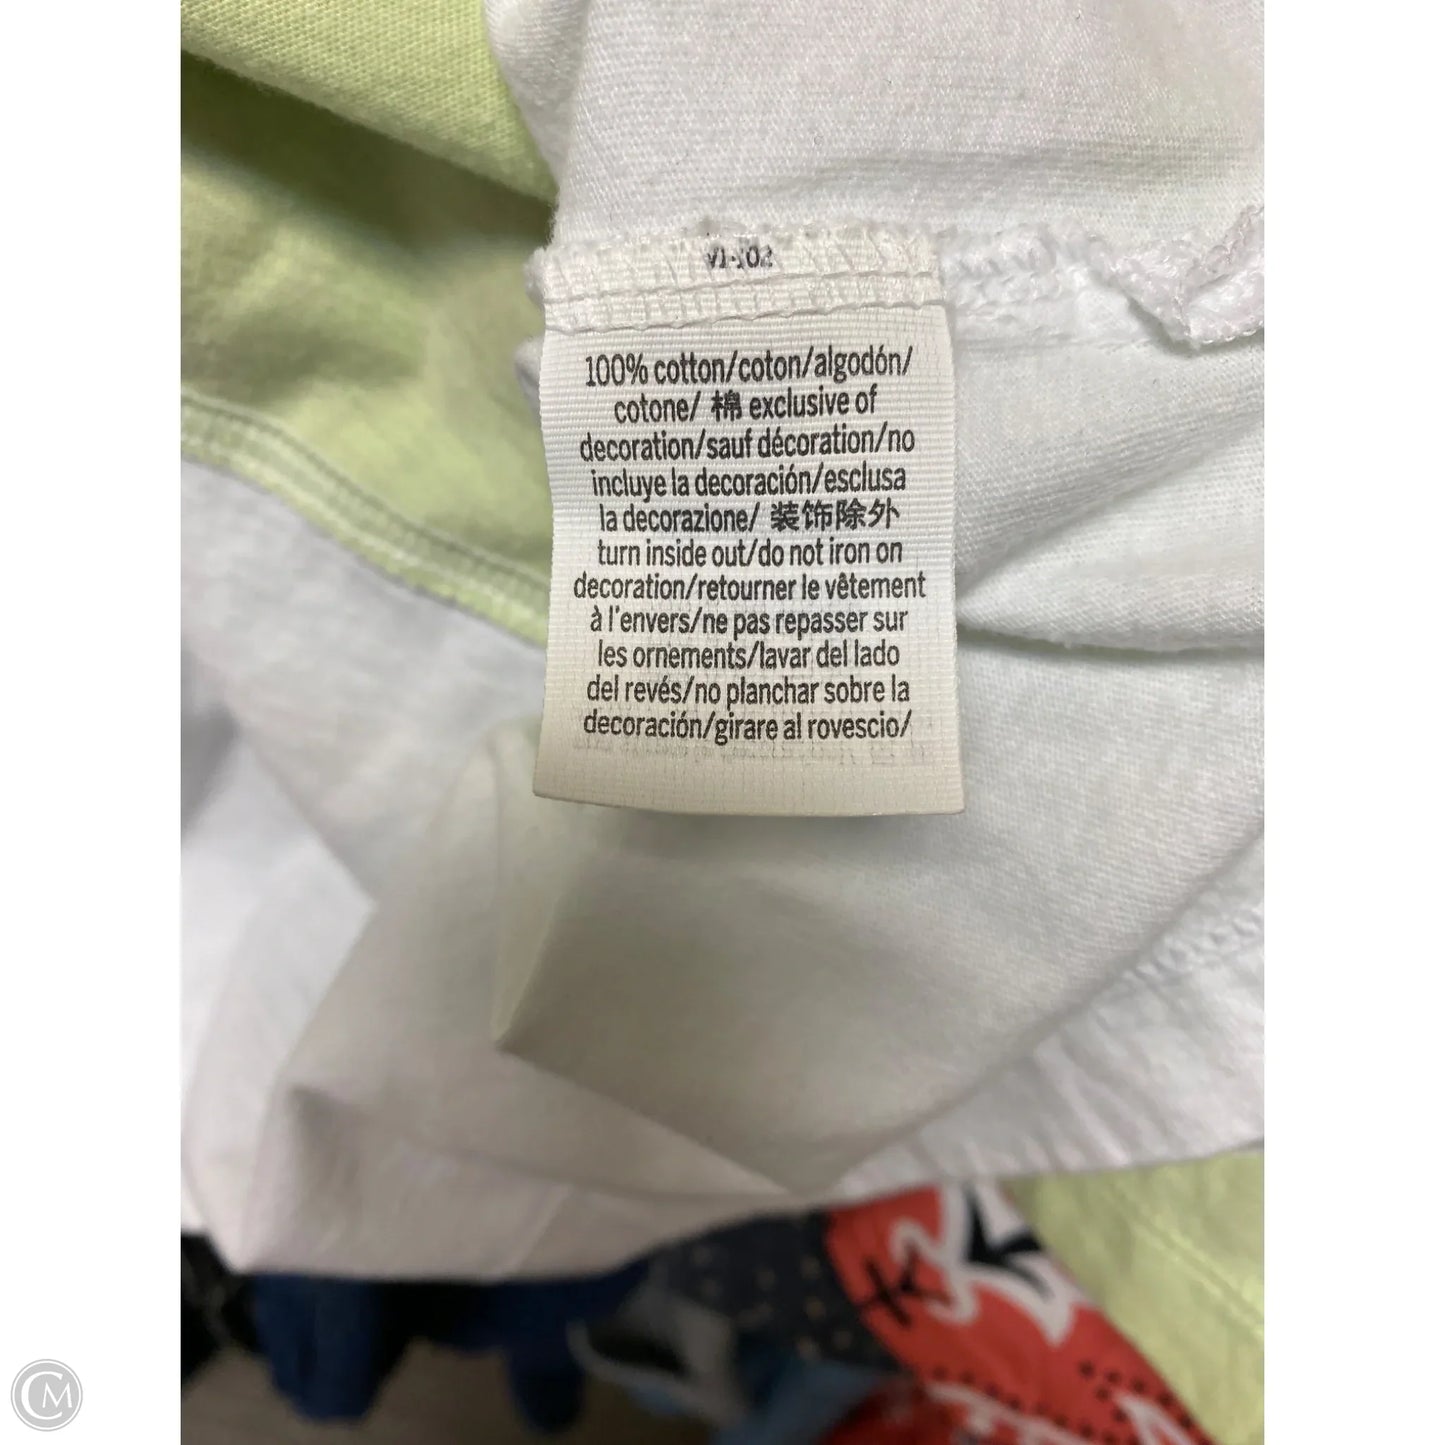 100% cotton/coton/algodón/
cotone/ 棉 exclusive of
decoration/sauf décoration/no
incluye la decoración/esclusa
la decorazione/ 装饰除外
turn inside out/do not iron on
decoration/retourner le vêtement
à l'envers/ne pas repasser sur
les ornements/lavar del lado
del revés/no planchar sobre la
decoración/girare al rovescio/
CM